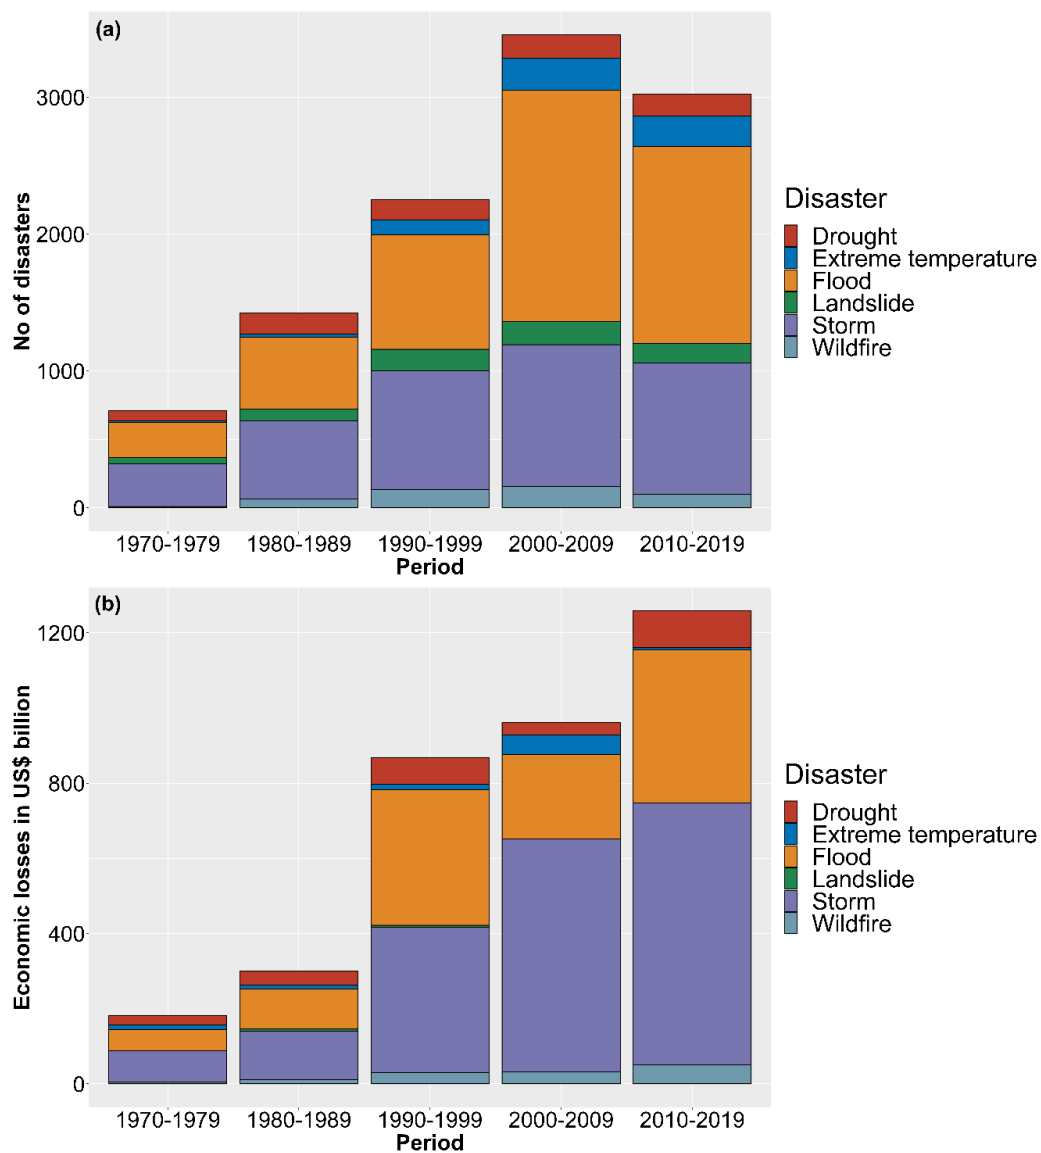 (a)
No of disasters
3000
2000
1000
0
1970-1979 1980-1989 1990-1999 2000-2009 2010-2019
Period
Disaster
Drought
Extreme temperature
Flood
Landslide
Storm
Wildfire
(b)
Economic losses in US$ billion
1200
800
400
0
1970-1979 1980-1989 1990-1999 2000-2009 2010-2019
Period
Disaster
Drought
Extreme temperature
Flood
Landslide
Storm
Wildfire